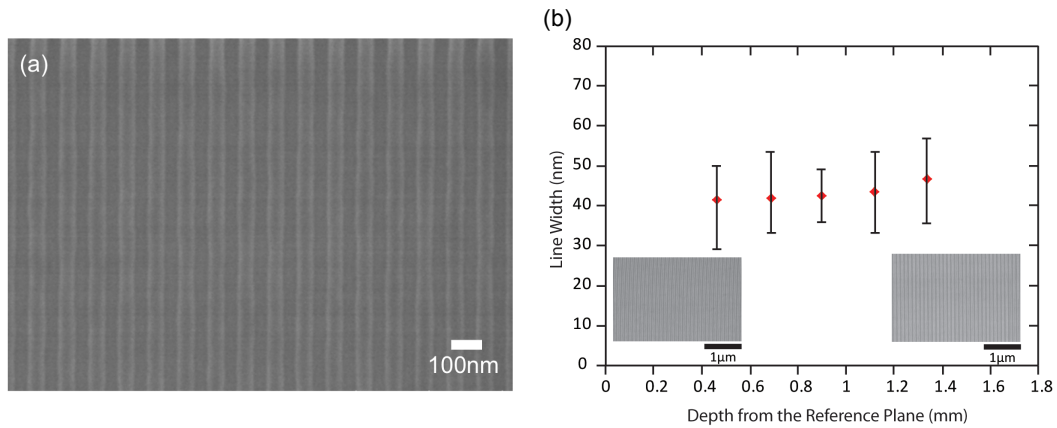 (a)
100nm
(b)
80
70
60
50
40
30
20
10
0
Line Width (nm)
1μm
1μm
0 0.2 0.4 0.6 0.8 1 1.2 1.4 1.6 1.8
Depth from the Reference Plane (mm)